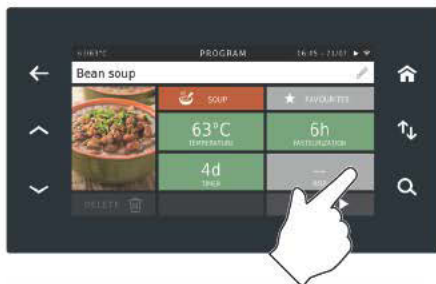 PROGRAM
Bean soup
SOUP
FAVOURITES
63°C
TEMPERATURE
6h
PASTEURIZATION
4d
TIMER
--
DELETE